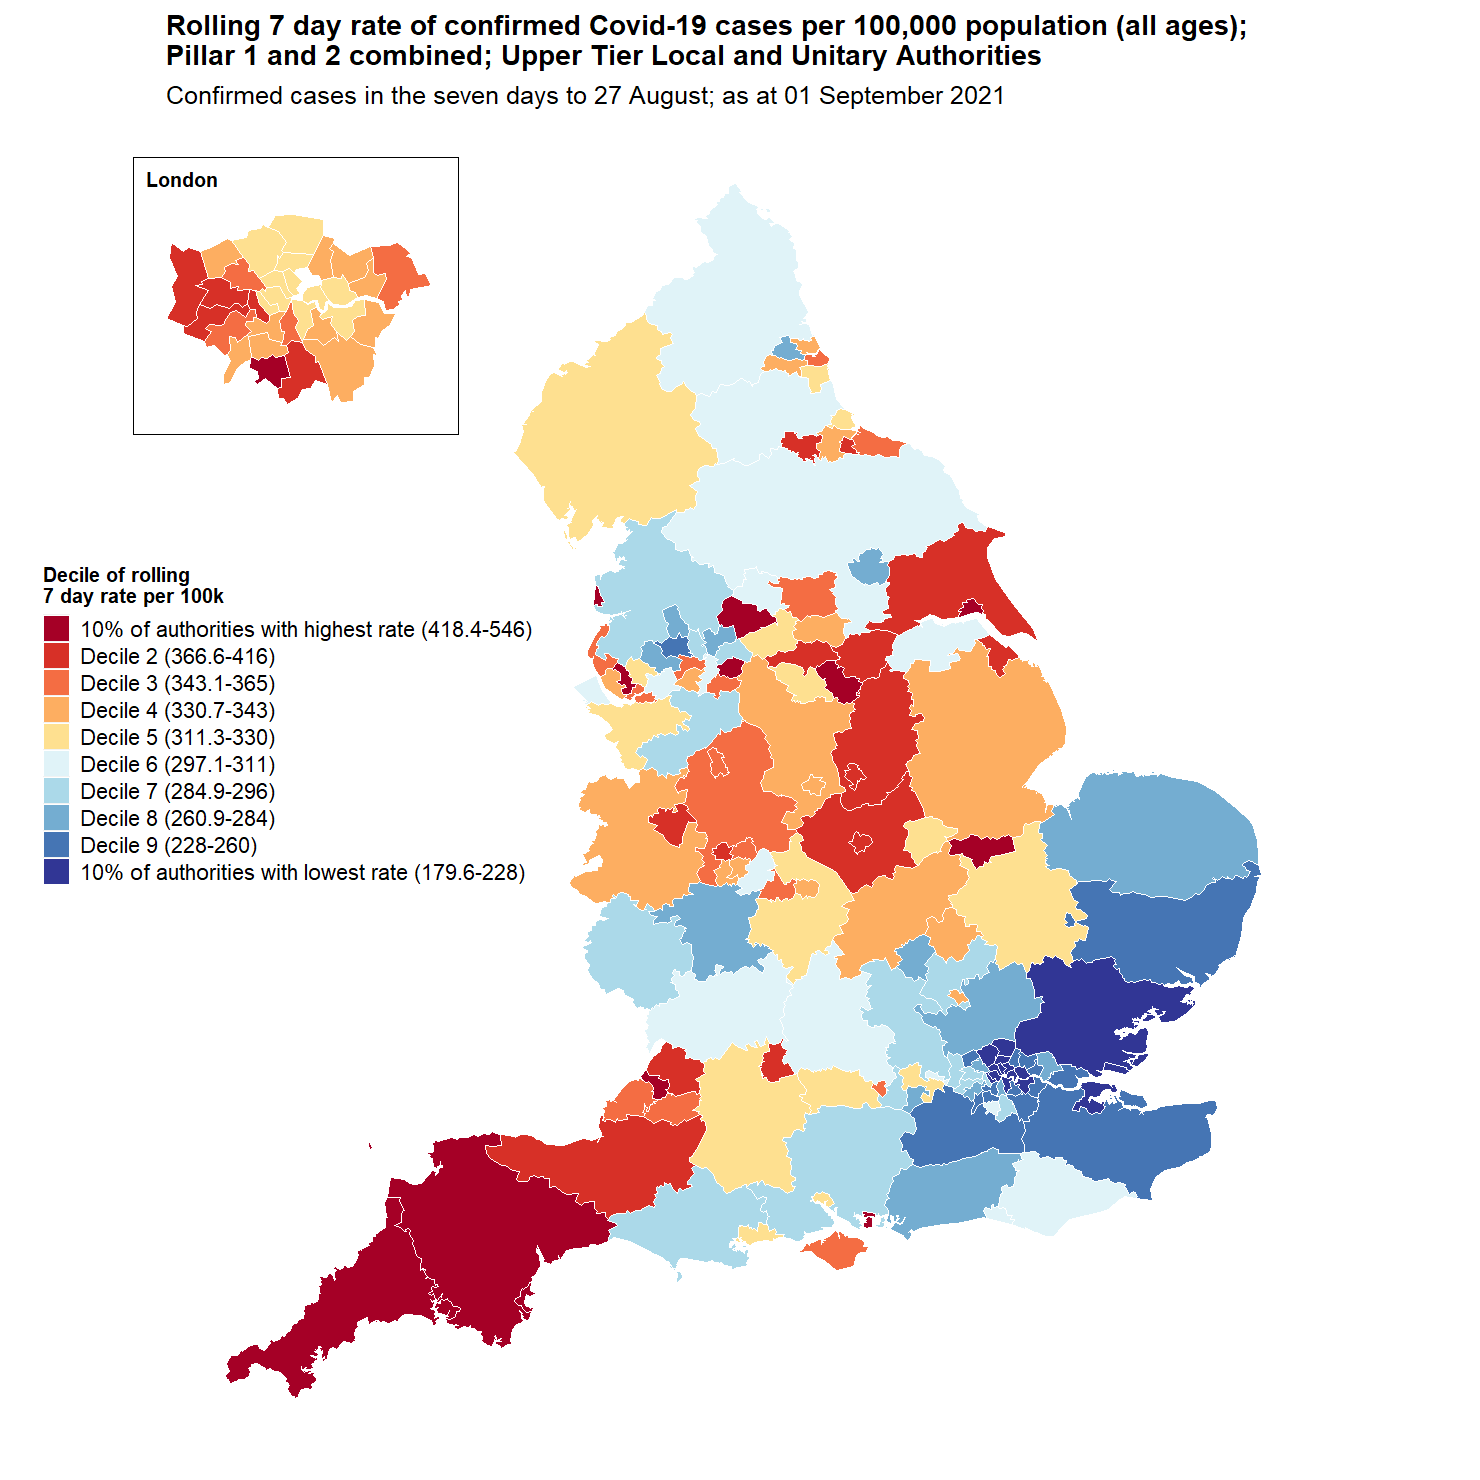 Rolling 7 day rate of confirmed Covid-19 cases per 100,000 population (all ages);
Pillar 1 and 2 combined; Upper Tier Local and Unitary Authorities
Confirmed cases in the seven days to 27 August; as at 01 September 2021
London
Decile of rolling
7 day rate per 100k
10% of authorities with highest rate (418.4-546)
Decile 2 (366.6-416)
Decile 3 (343.1-365)
Decile 4 (330.7-343)
Decile 5 (311.3-330)
Decile 6 (297.1-311)
Decile 7 (284.9-296)
Decile 8 (260.9-284)
Decile 9 (228-260)
10% of authorities with lowest rate (179.6-228)